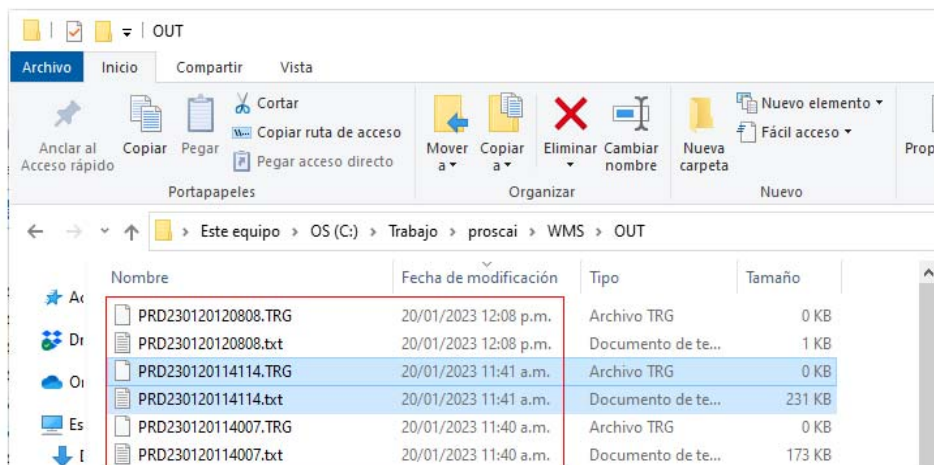 OUT
Archivo Inicio Compartir Vista
Anclar al Acceso rápido
Copiar
Pegar
Cortar
Copiar ruta de acceso
Pegar acceso directo
Portapapeles
Mover a
Copiar a
Eliminar
Cambiar nombre
Organizar
Nueva carpeta
Nuevo elemento
Fácil acceso
Nuevo
Este equipo > OS (C:) > Trabajo > proscai > WMS > OUT
Nombre Fecha de modificación Tipo Tamaño
PRD230120120808.TRG 20/01/2023 12:08 p.m. Archivo TRG 0 KB
PRD230120120808.txt 20/01/2023 12:08 p.m. Documento de te... 1 KB
PRD230120114114.TRG 20/01/2023 11:41 a.m. Archivo TRG 0 KB
PRD230120114114.txt 20/01/2023 11:41 a.m. Documento de te... 231 KB
Es
PRD230120114007.TRG 20/01/2023 11:40 a.m. Archivo TRG 0 KB
PRD230120114007.txt 20/01/2023 11:40 a.m. Documento de te... 173 KB